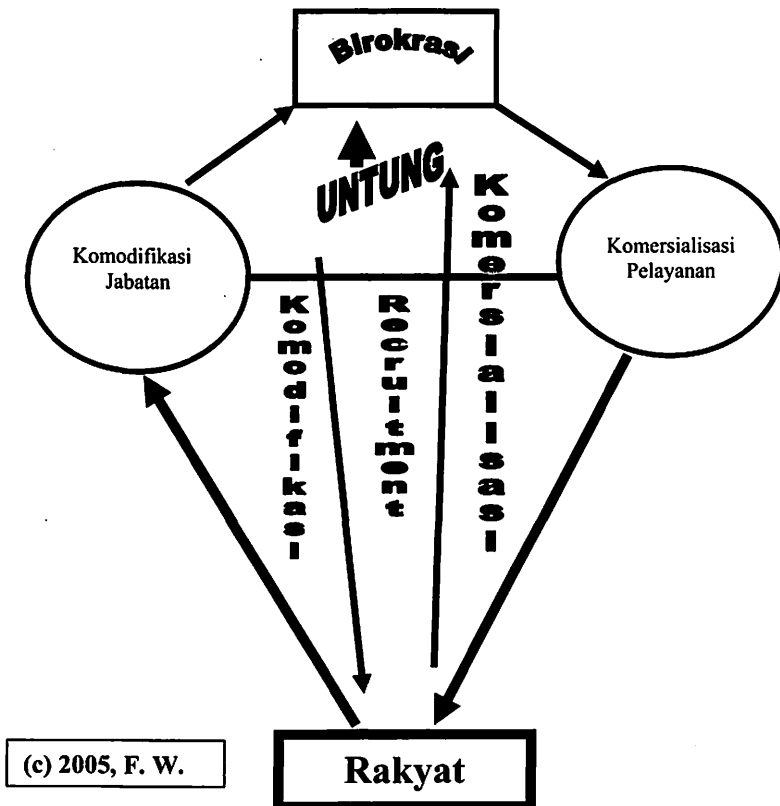 Birokrasi
UNTUNG
Komodifikasi
Jabatan
Komersialisasi
Pelayanan
Komodifikasi
Recruitment
Komersialisasi
(c) 2005, F. W.
Rakyat